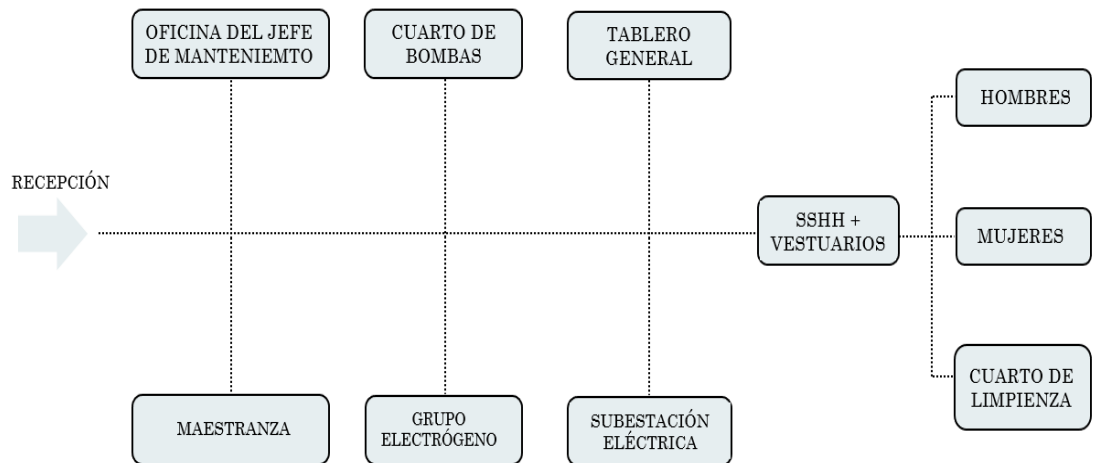 OFICINA DEL JEFE
DE MANTENIEMTO
CUARTO DE
BOMBAS
TABLERO
GENERAL
HOMBRES
RECEPCIÓN
SSHH +
VESTUARIOS
MUJERES
CUARTO DE
LIMPIENZA
MAESTRANZA
GRUPO
ELECTRÓGENO
SUBESTACIÓN
ELÉCTRICA